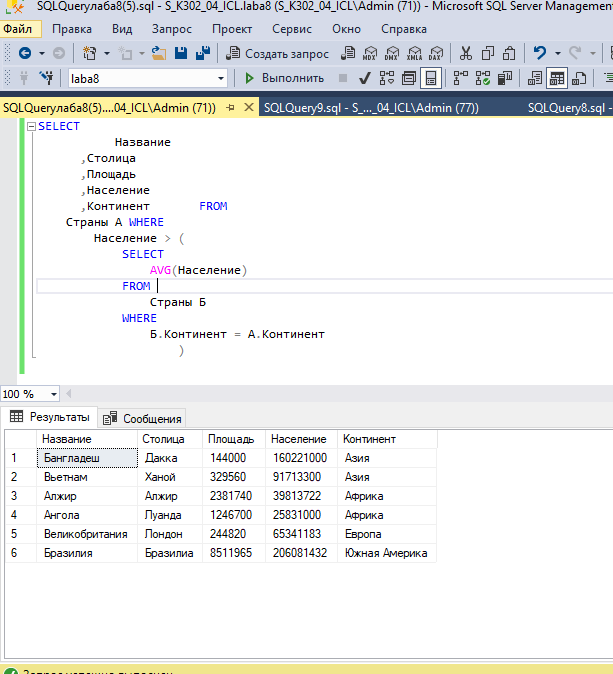 SQLQueryлаба8(5).sql - S_K302_04_ICL.laba8 (S_K302_04_ICL\Admin (71)) - Microsoft SQL Server Management
Файл Правка Вид Запрос Проект Сервис Окно Справка
Создать запрос MDX DMX XMLA DAX
laba8 Выполнить
SQLQueryлаба8(5)....04_ICL\Admin (71)) SQLQuery9.sql - S_..._04_ICL\Admin (77)) SQLQuery8.sql -
SELECT
Название
,Столица
,Площадь
,Население
,Континент FROM
Страны А WHERE
Население > (
SELECT
AVG(Население)
FROM
Страны Б
WHERE
Б.Континент = А.Континент
)
100 %
Результаты Сообщения
Название Столица Площадь Население Континент
1 Бангладеш Дакка 144000 160221000 Азия
2 Вьетнам Ханой 329560 91713300 Азия
3 Алжир Алжир 2381740 39813722 Африка
4 Ангола Луанда 1246700 25831000 Африка
5 Великобритания Лондон 244820 65341183 Европа
6 Бразилия Бразилиа 8511965 206081432 Южная Америка